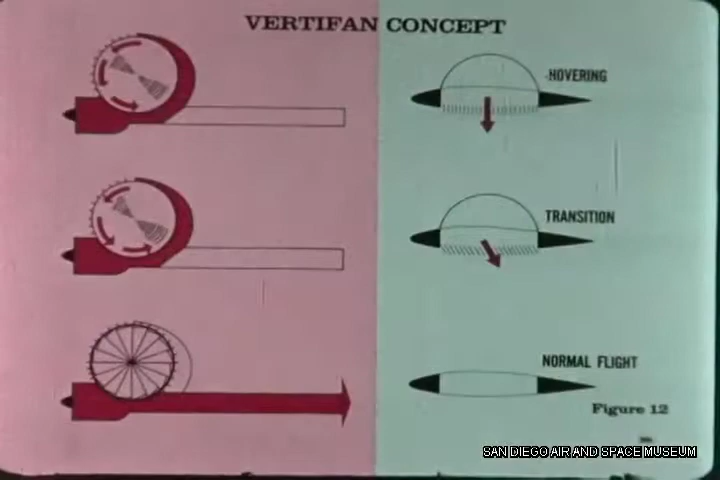 VERTIFAN CONCEPT
HOVERING
TRANSITION
NORMAL FLIGHT
Figure 12
SAN DIEGO AIR AND SPACE MUSEUM